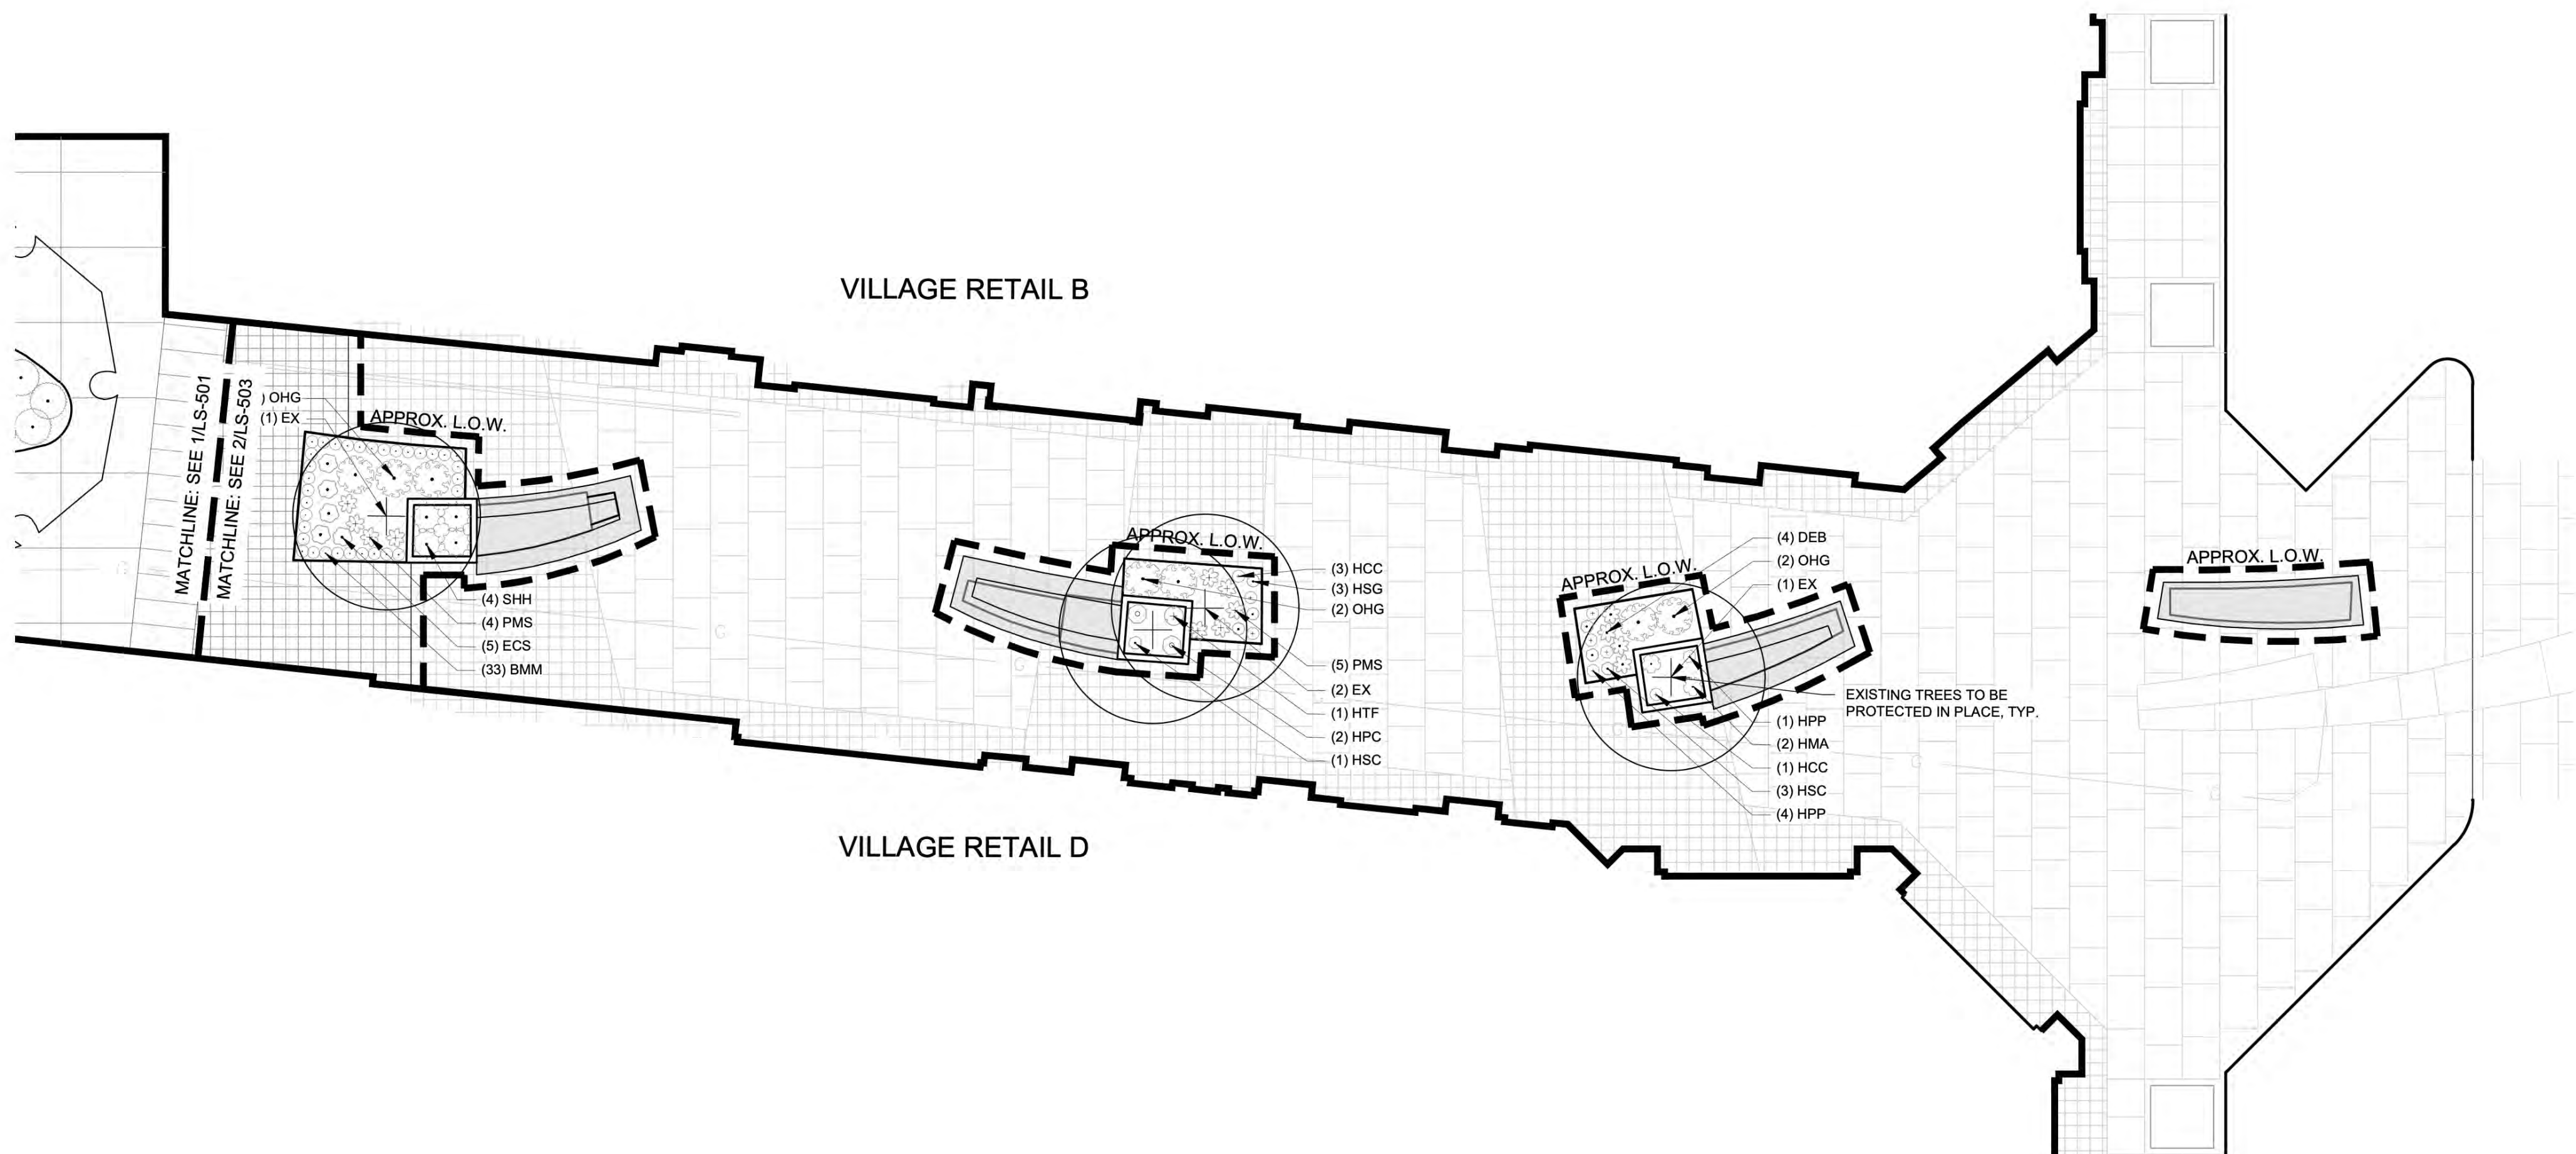 VILLAGE RETAIL B
MATCHLINE: SEE 1/LS-501
MATCHLINE: SEE 2/LS-503
) OHG
(1) EX
APPROX. L.O.W.
(4) SHH
(4) PMS
(5) ECS
(33) BMM
APPROX. L.O.W.
(3) HCC
(3) HSG
(2) OHG
(5) PMS
(2) EX
(1) HTF
(2) HPC
(1) HSC
APPROX. L.O.W.
(4) DEB
(2) OHG
(1) EX
EXISTING TREES TO BE
PROTECTED IN PLACE, TYP.
(1) HPP
(2) HMA
(1) HCC
(3) HSC
(4) HPP
APPROX. L.O.W.
VILLAGE RETAIL D
G
G
G
G
G
G